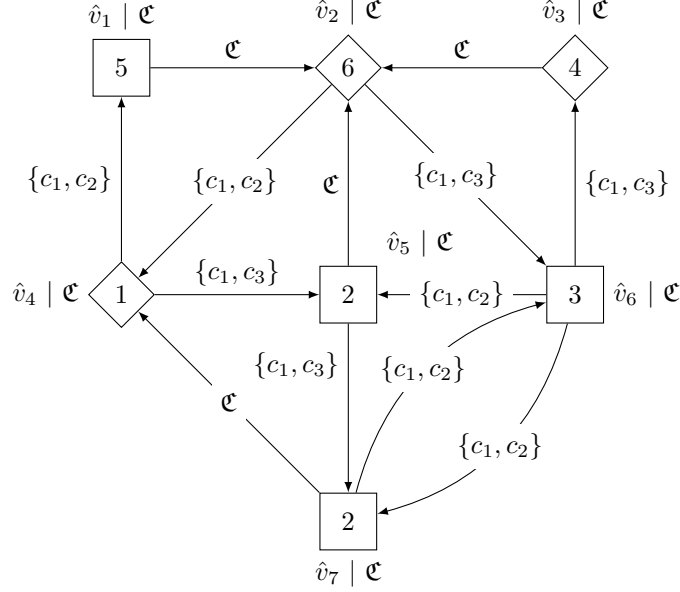 v̂₁ | ℭ
v̂₂ | ℭ
v̂₃ | ℭ
5
ℭ
6
ℭ
4
{c₁, c₂}
{c₁, c₂}
ℭ
{c₁, c₃}
{c₁, c₃}
v̂₅ | ℭ
v̂₄ | ℭ
1
{c₁, c₃}
2
{c₁, c₂}
3
v̂₆ | ℭ
{c₁, c₃}
{c₁, c₂}
ℭ
{c₁, c₂}
2
v̂₇ | ℭ